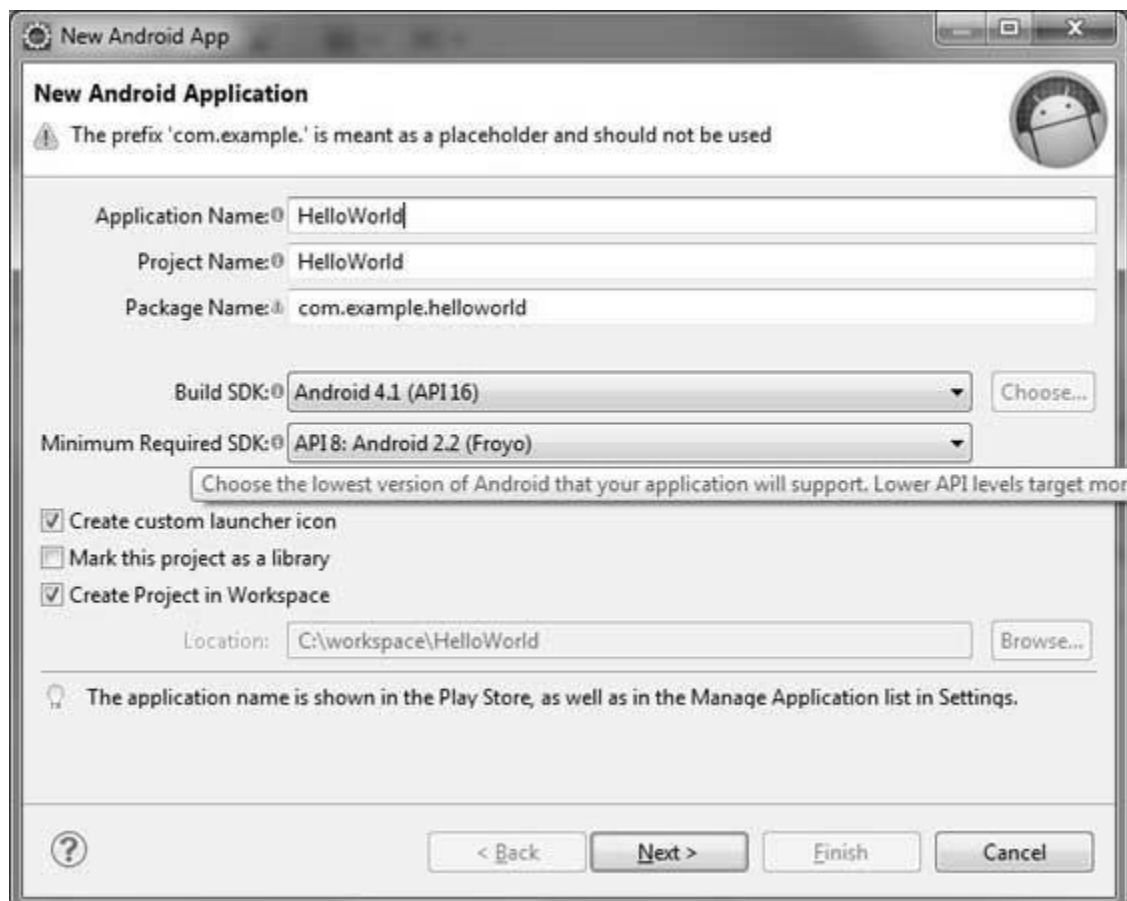 New Android App
New Android Application
The prefix 'com.example.' is meant as a placeholder and should not be used
Application Name: HelloWorld
Project Name: HelloWorld
Package Name: com.example.helloworld
Build SDK: Android 4.1 (API 16) Choose...
Minimum Required SDK: API 8: Android 2.2 (Froyo)
Choose the lowest version of Android that your application will support. Lower API levels target mor
Create custom launcher icon
Mark this project as a library
Create Project in Workspace
Location: C:\workspace\HelloWorld Browse...
The application name is shown in the Play Store, as well as in the Manage Application list in Settings.
? < Back Next > Finish Cancel